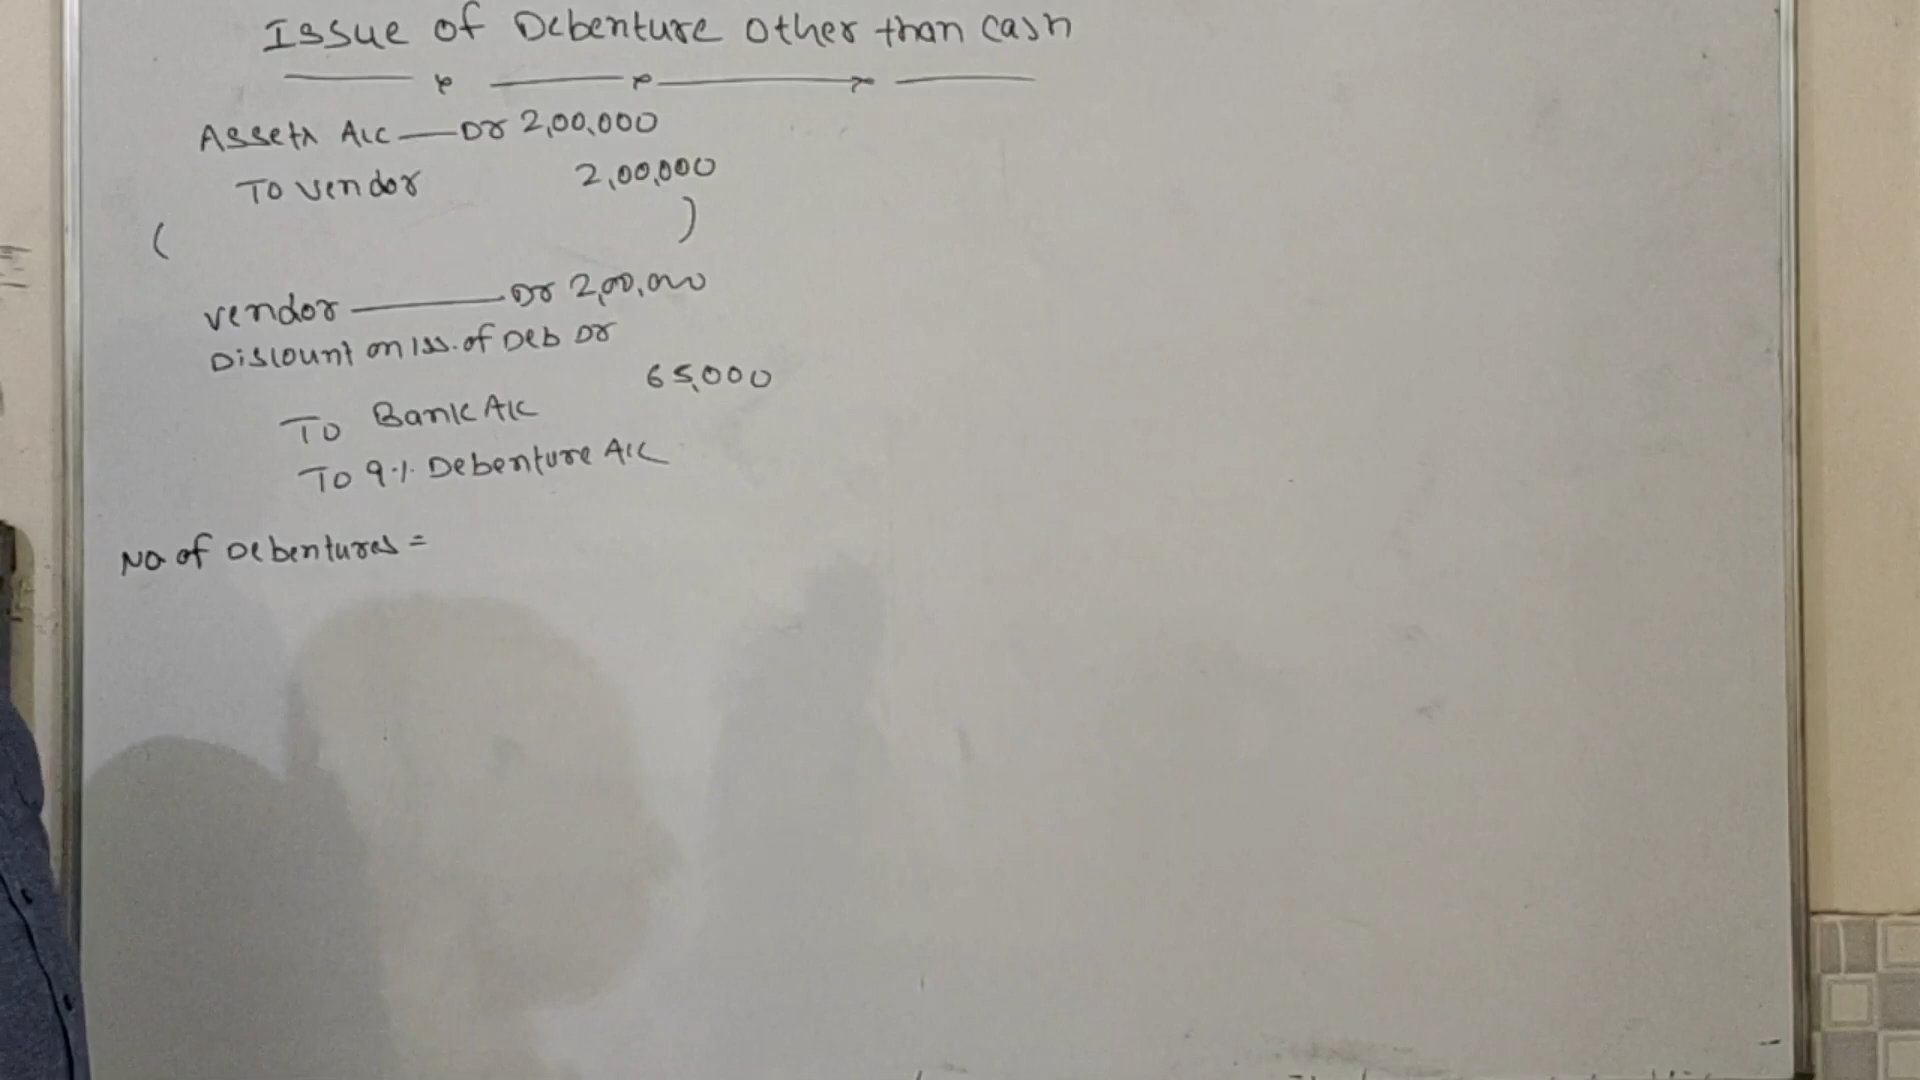 Issue of Debenture other than cash
Assets A/c — Dr 2,00,000
To vendor 2,00,000
( )
vendor — Dr 2,00,000
Discount on Iss. of Deb Dr
65,000
To Bank A/c
To 9% Debenture A/c
No of Debentures =